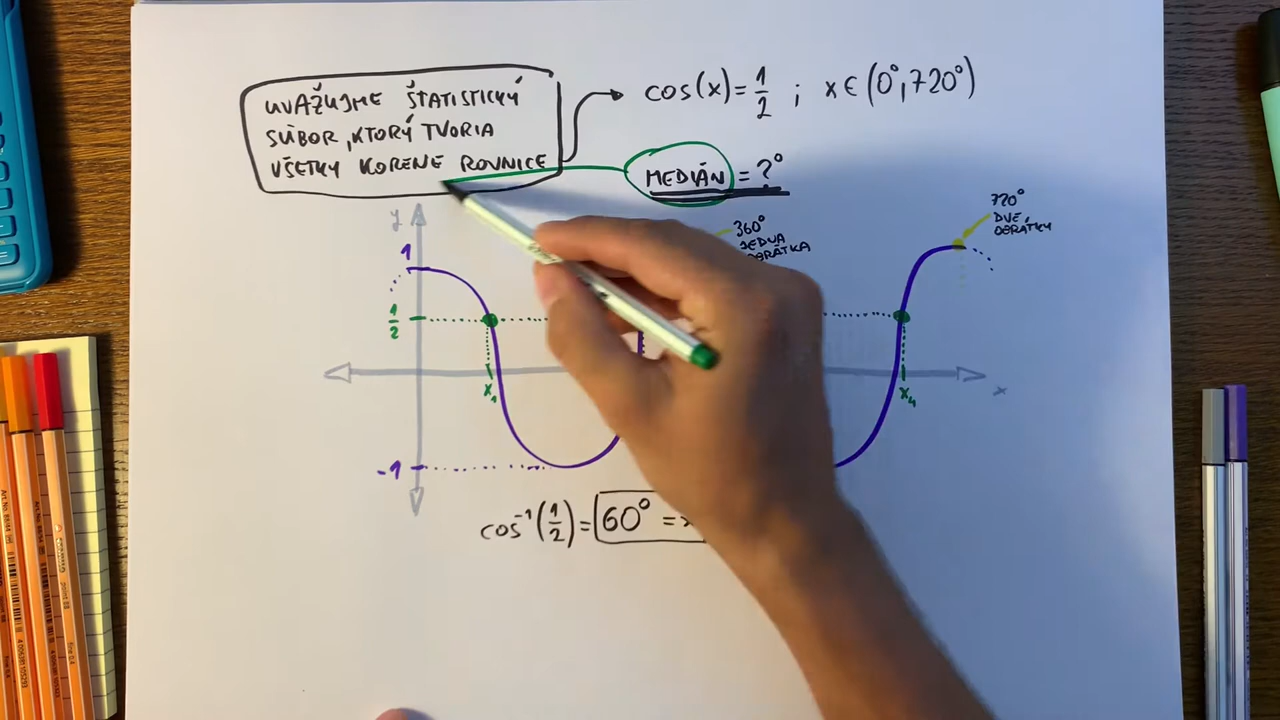 UVAŽUJME ŠTATISTICKÝ
SÚBOR, KTORÝ TVORIA
VŠETKY KORENE ROVNICE
cos(x) = 1/2 ; x ∈ (0°, 720°)
MEDIÁN = ?°
y
1
1/2
-1
360°
JEDNA
OBRÁTKA
720°
DVE
OBRÁTKY
x₁
x₄
x
cos⁻¹(1/2) = 60° =>